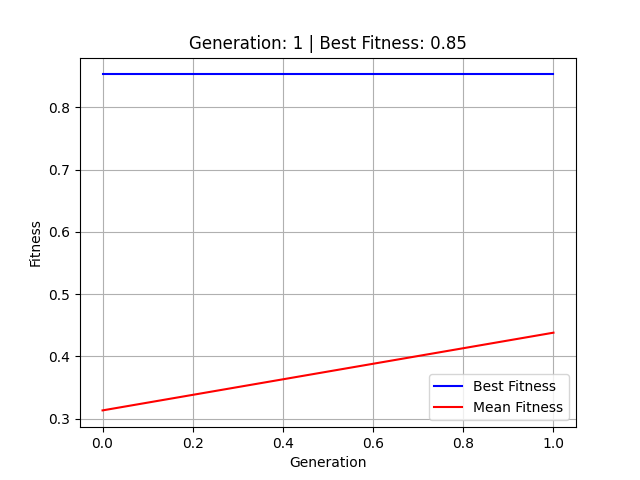 Generation: 1 | Best Fitness: 0.85
Fitness
0.8
0.7
0.6
0.5
0.4
0.3
0.0 0.2 0.4 0.6 0.8 1.0
Generation
Best Fitness
Mean Fitness